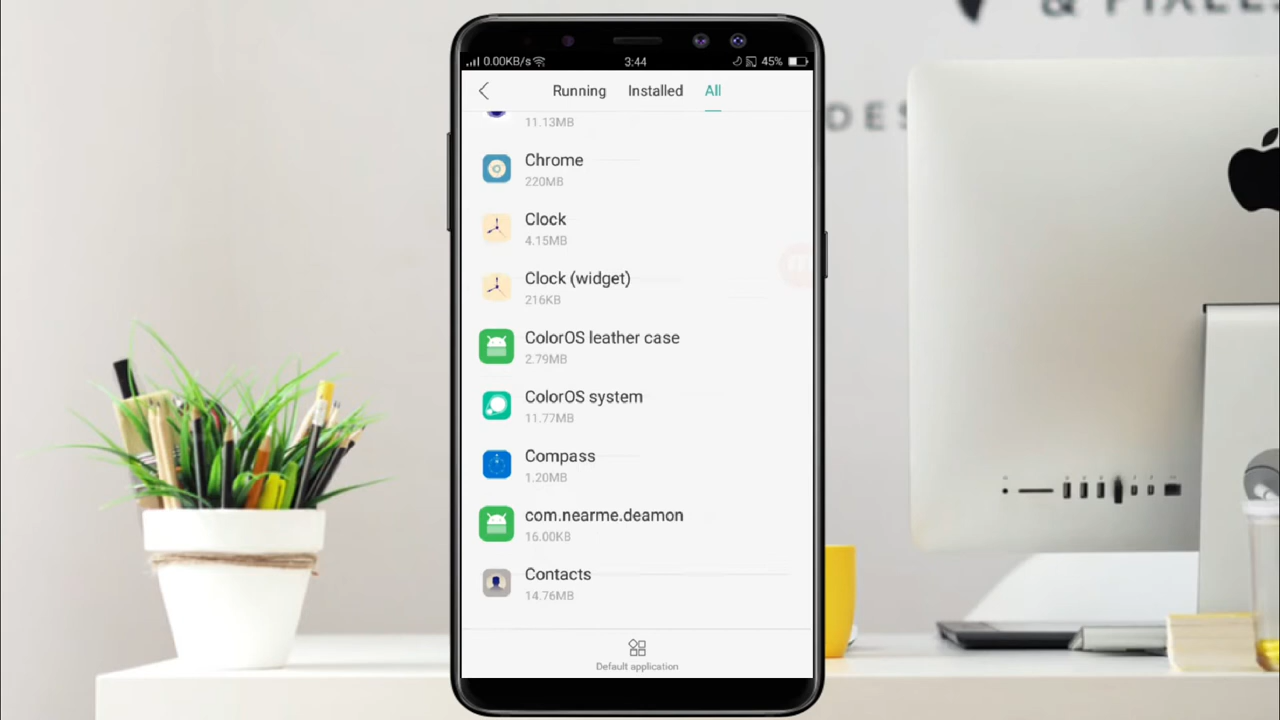 & PIXELS
DES
0.00KB/s
3:44
45%
Running Installed All
11.13MB
Chrome
220MB
Clock
4.15MB
Clock (widget)
216KB
ColorOS leather case
2.79MB
ColorOS system
11.77MB
Compass
1.20MB
com.nearme.deamon
16.00KB
Contacts
14.76MB
Default application